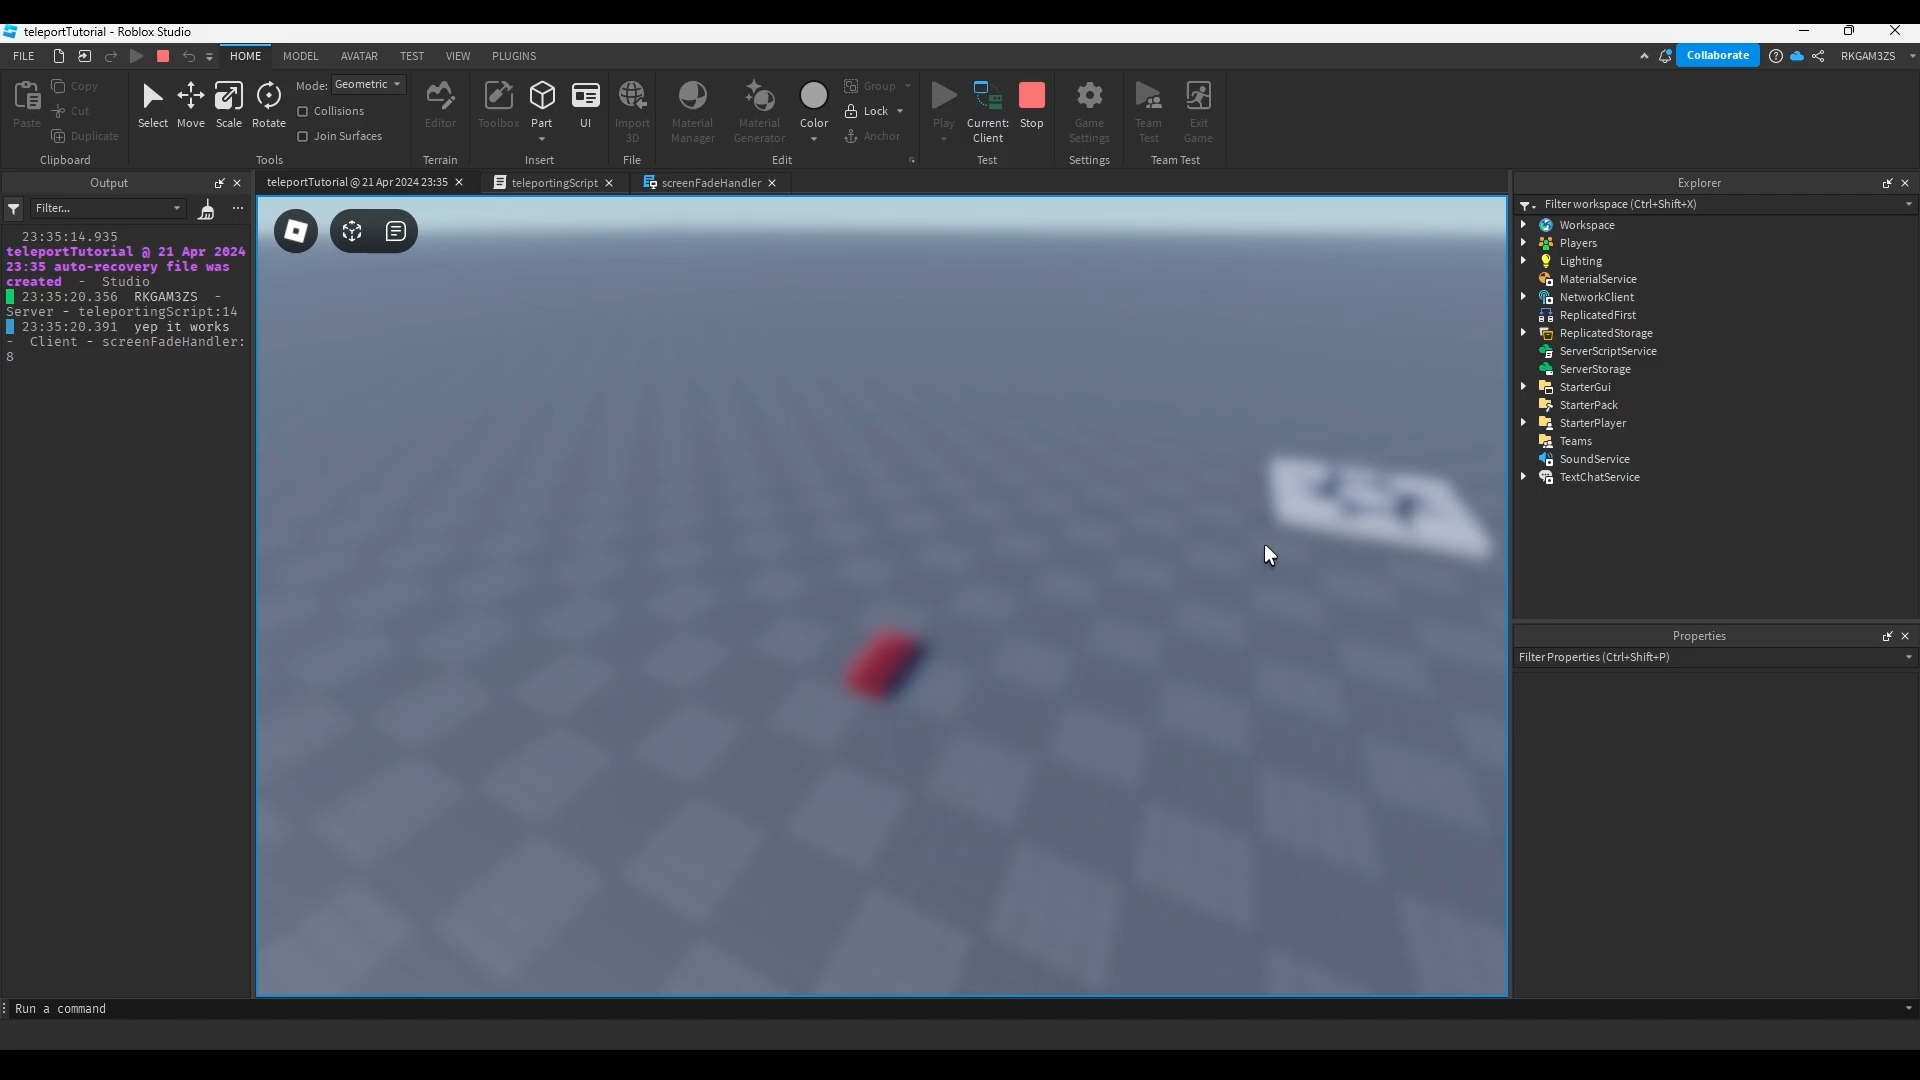 teleportTutorial - Roblox Studio
FILE HOME MODEL AVATAR TEST VIEW PLUGINS Collaborate RKGAM3ZS
Paste Copy Cut Duplicate
Select Move Scale Rotate
Mode: Geometric
Collisions
Join Surfaces
Editor Toolbox Part UI
Import
3D
Material
Manager
Material
Generator
Color
Group
Lock
Anchor
Play
Current:
Client
Stop
Game
Settings
Team
Test
Exit
Game
Clipboard Tools Terrain Insert File Edit Test Settings Team Test
Output
Filter...
23:35:14.935
teleportTutorial @ 21 Apr 2024
23:35 auto-recovery file was
created - Studio
23:35:20.356 RKGAM3ZS -
Server - teleportingScript:14
23:35:20.391 yep it works
- Client - screenFadeHandler:
8
teleportTutorial @ 21 Apr 2024 23:35 teleportingScript screenFadeHandler
Explorer
Filter workspace (Ctrl+Shift+X)
Workspace
Players
Lighting
MaterialService
NetworkClient
ReplicatedFirst
ReplicatedStorage
ServerScriptService
ServerStorage
StarterGui
StarterPack
StarterPlayer
Teams
SoundService
TextChatService
Properties
Filter Properties (Ctrl+Shift+P)
Run a command